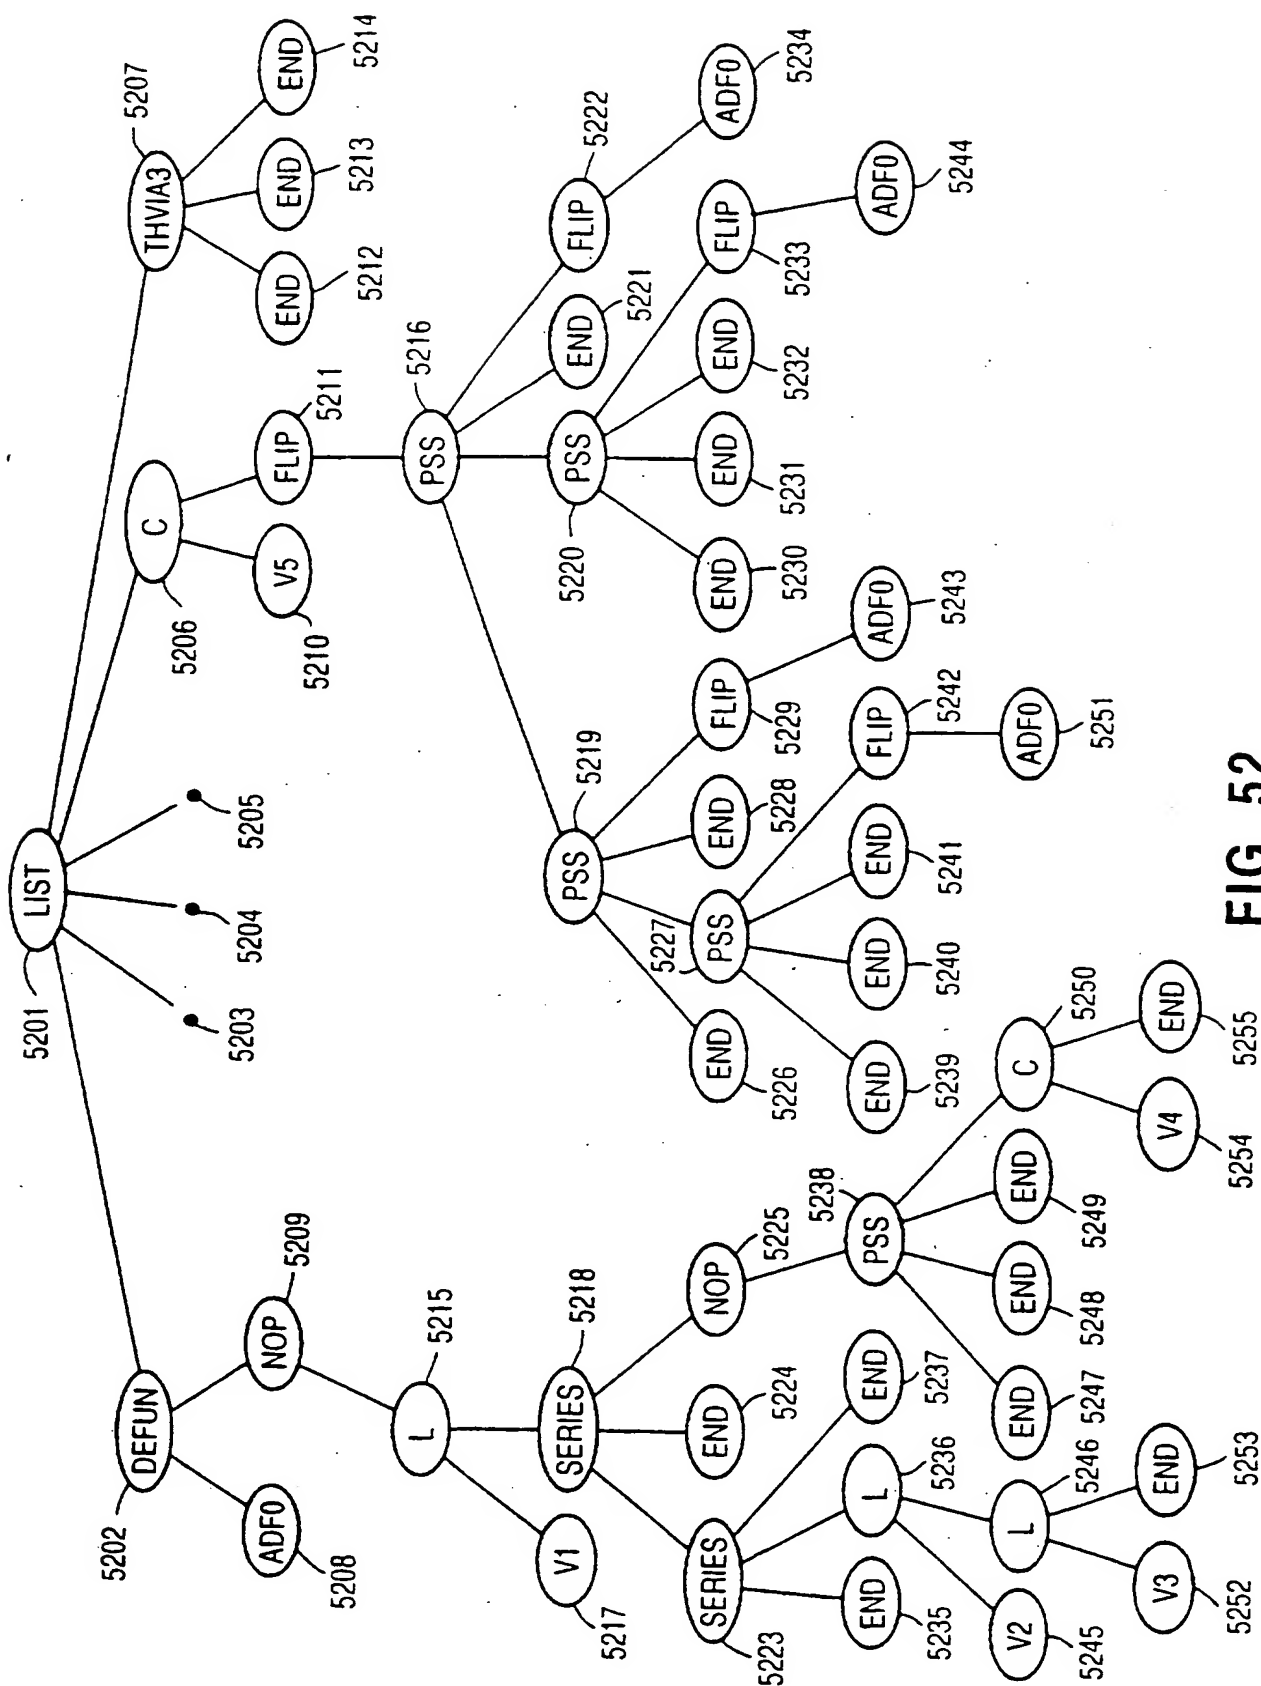 LIST
5201
DEFUN
5202
5203
5204
5205
C
5206
THVIA3
5207
ADF0
5208
NOP
5209
V5
5210
FLIP
5211
END
5212
END
5213
END
5214
L
5215
PSS
5216
V1
5217
SERIES
5218
PSS
5219
PSS
5220
END
5221
FLIP
5222
SERIES
5223
END
5224
NOP
5225
END
5226
PSS
5227
END
5228
FLIP
5229
END
5230
END
5231
END
5232
FLIP
5233
ADF0
5234
END
5235
L
5236
END
5237
PSS
5238
END
5239
END
5240
END
5241
FLIP
5242
ADF0
5243
ADF0
5244
V2
5245
L
5246
END
5247
END
5248
END
5249
C
5250
ADF0
5251
V3
5252
END
5253
V4
5254
END
5255
FIG. 52